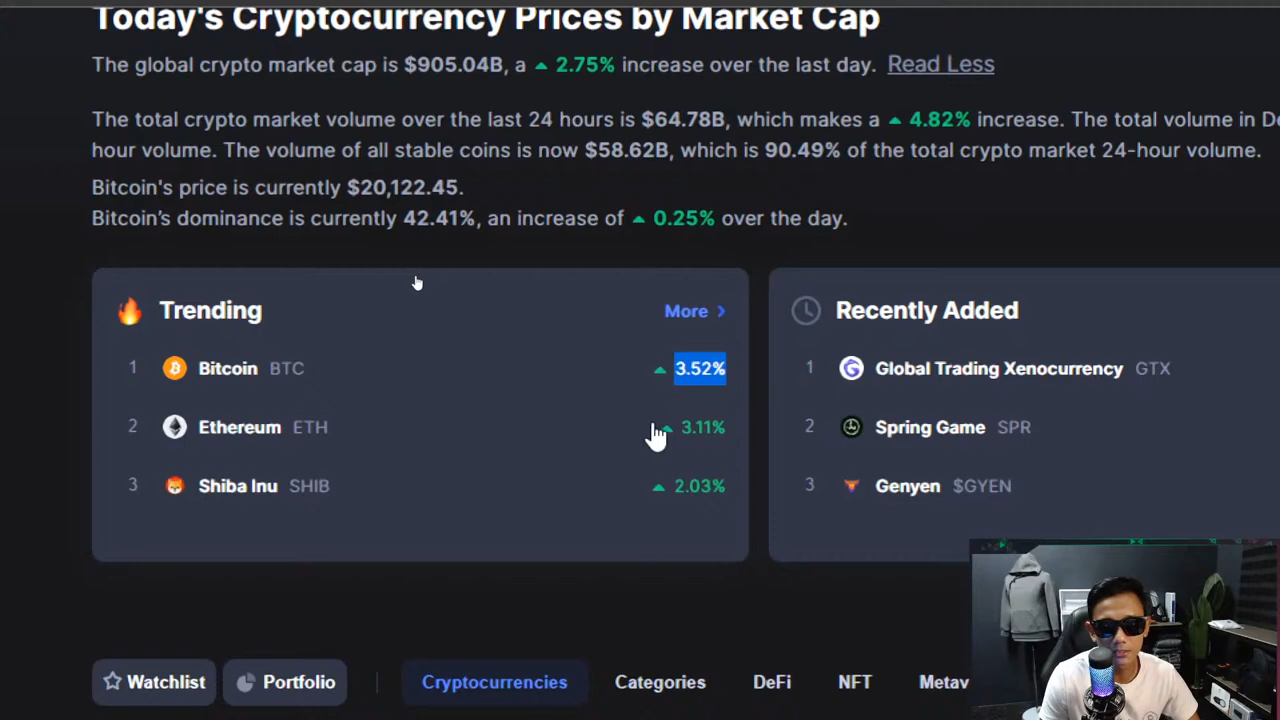 Today's Cryptocurrency Prices by Market Cap
The global crypto market cap is $905.04B, a 2.75% increase over the last day. Read Less
The total crypto market volume over the last 24 hours is $64.78B, which makes a 4.82% increase. The total volume in
hour volume. The volume of all stable coins is now $58.62B, which is 90.49% of the total crypto market 24-hour volume.
Bitcoin's price is currently $20,122.45.
Bitcoin's dominance is currently 42.41%, an increase of 0.25% over the day.
Trending
More >
1 Bitcoin BTC 3.52%
2 Ethereum ETH 3.11%
3 Shiba Inu SHIB 2.03%
Recently Added
1 Global Trading Xenocurrency GTX
2 Spring Game SPR
3 Genyen $GYEN
Watchlist Portfolio Cryptocurrencies Categories DeFi NFT Metav